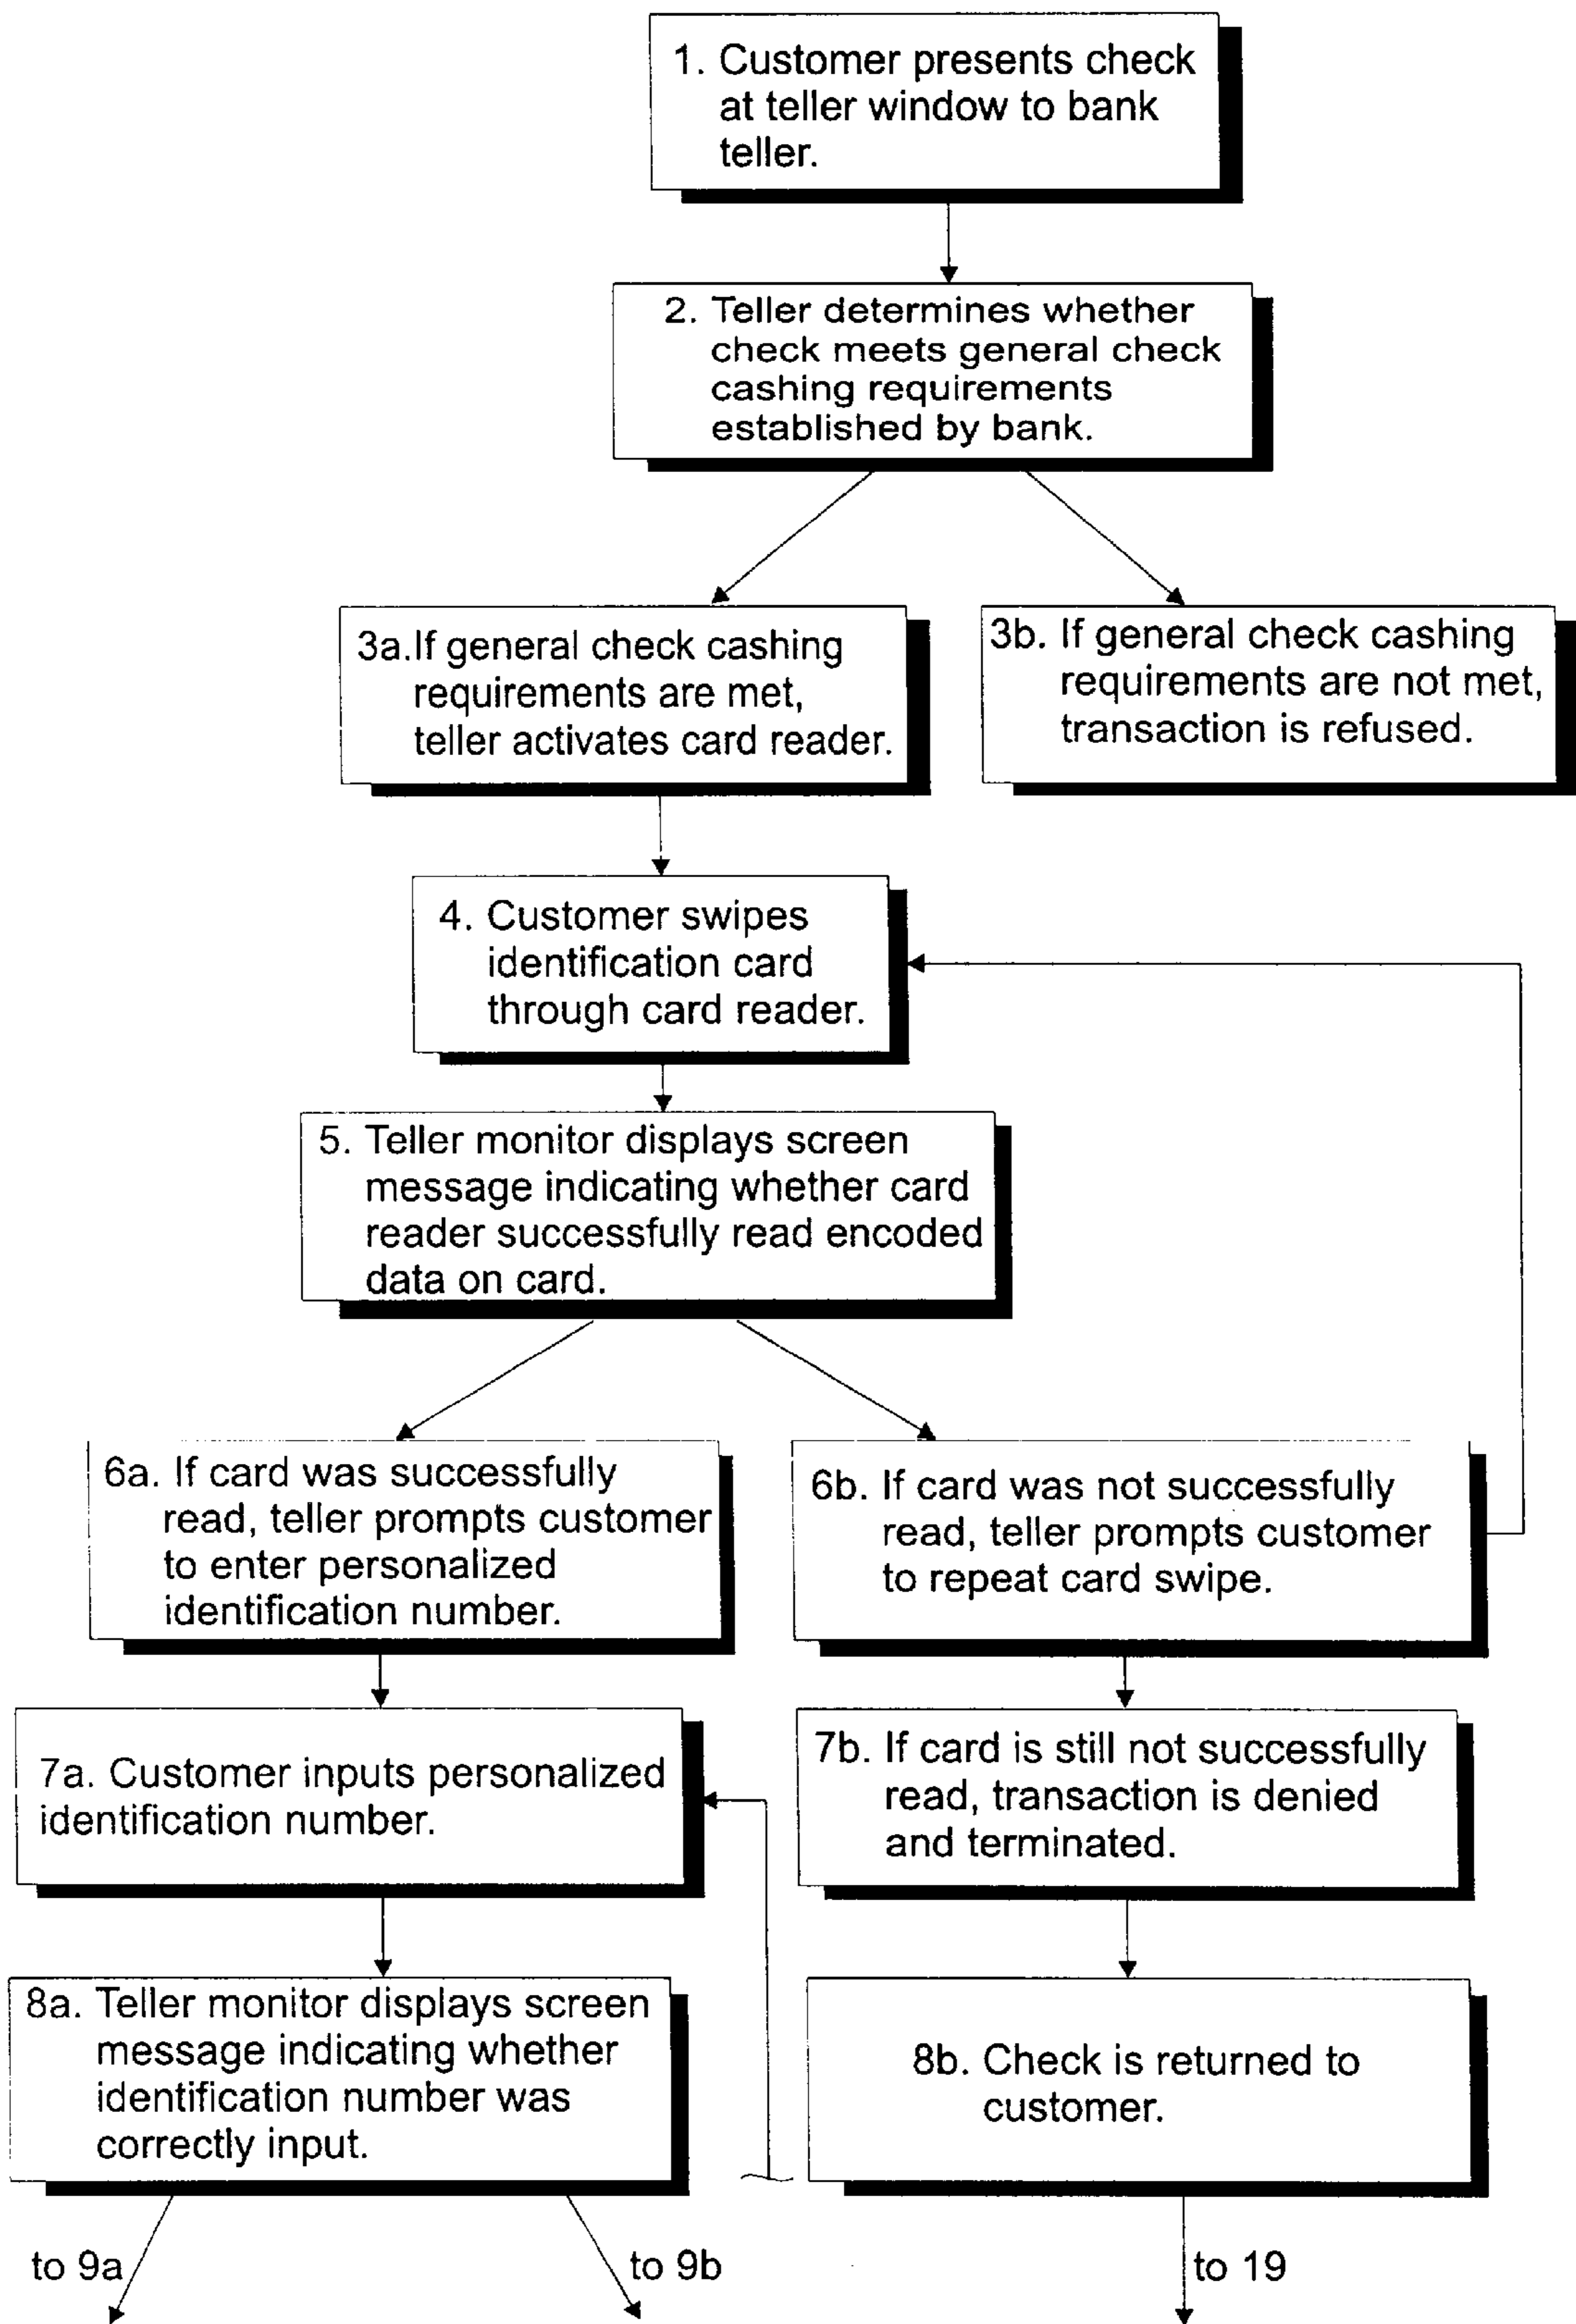 1. Customer presents check
at teller window to bank
teller.
2. Teller determines whether
check meets general check
cashing requirements
established by bank.
3a.If general check cashing
requirements are met,
teller activates card reader.
3b. If general check cashing
requirements are not met,
transaction is refused.
4. Customer swipes
identification card
through card reader.
5. Teller monitor displays screen
message indicating whether card
reader successfully read encoded
data on card.
6a. If card was successfully
read, teller prompts customer
to enter personalized
identification number.
6b. If card was not successfully
read, teller prompts customer
to repeat card swipe.
7a. Customer inputs personalized
identification number.
7b. If card is still not successfully
read, transaction is denied
and terminated.
8a. Teller monitor displays screen
message indicating whether
identification number was
correctly input.
8b. Check is returned to
customer.
to 9a
to 9b
to 19